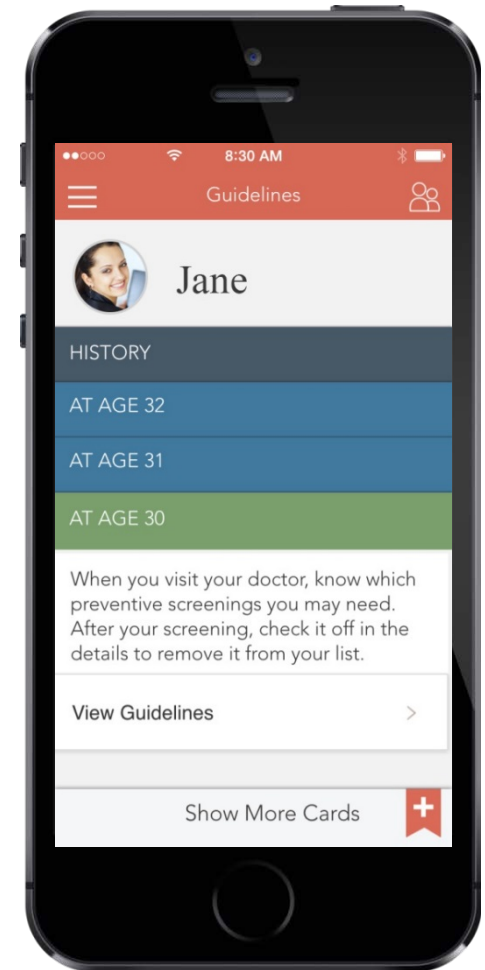 8:30 AM
Guidelines
Jane
HISTORY
AT AGE 32
AT AGE 31
AT AGE 30
When you visit your doctor, know which
preventive screenings you may need.
After your screening, check it off in the
details to remove it from your list.
View Guidelines
Show More Cards